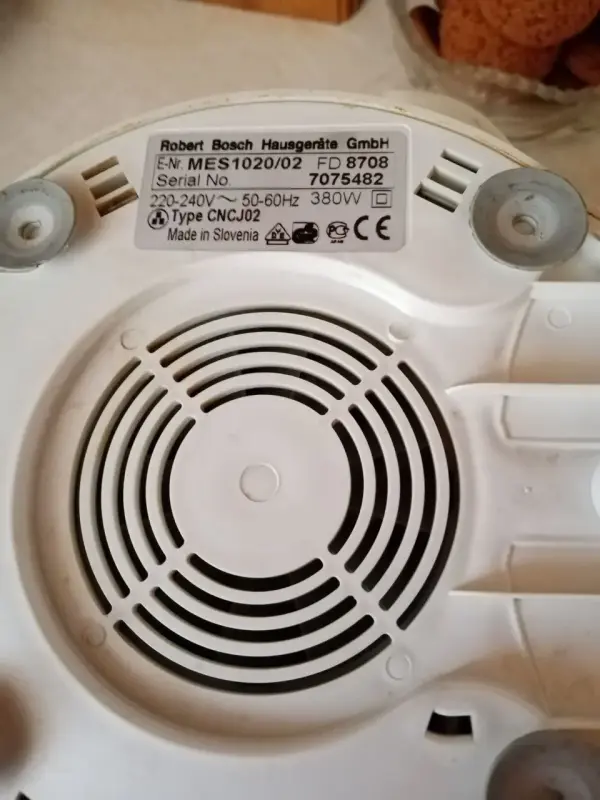 Robert Bosch Hausgeräte GmbH
E-Nr. MES1020/02 FD 8708
Serial No. 7075482
220-240V ~ 50-60Hz 380W
Type CNCJ02
Made in Slovenia CE